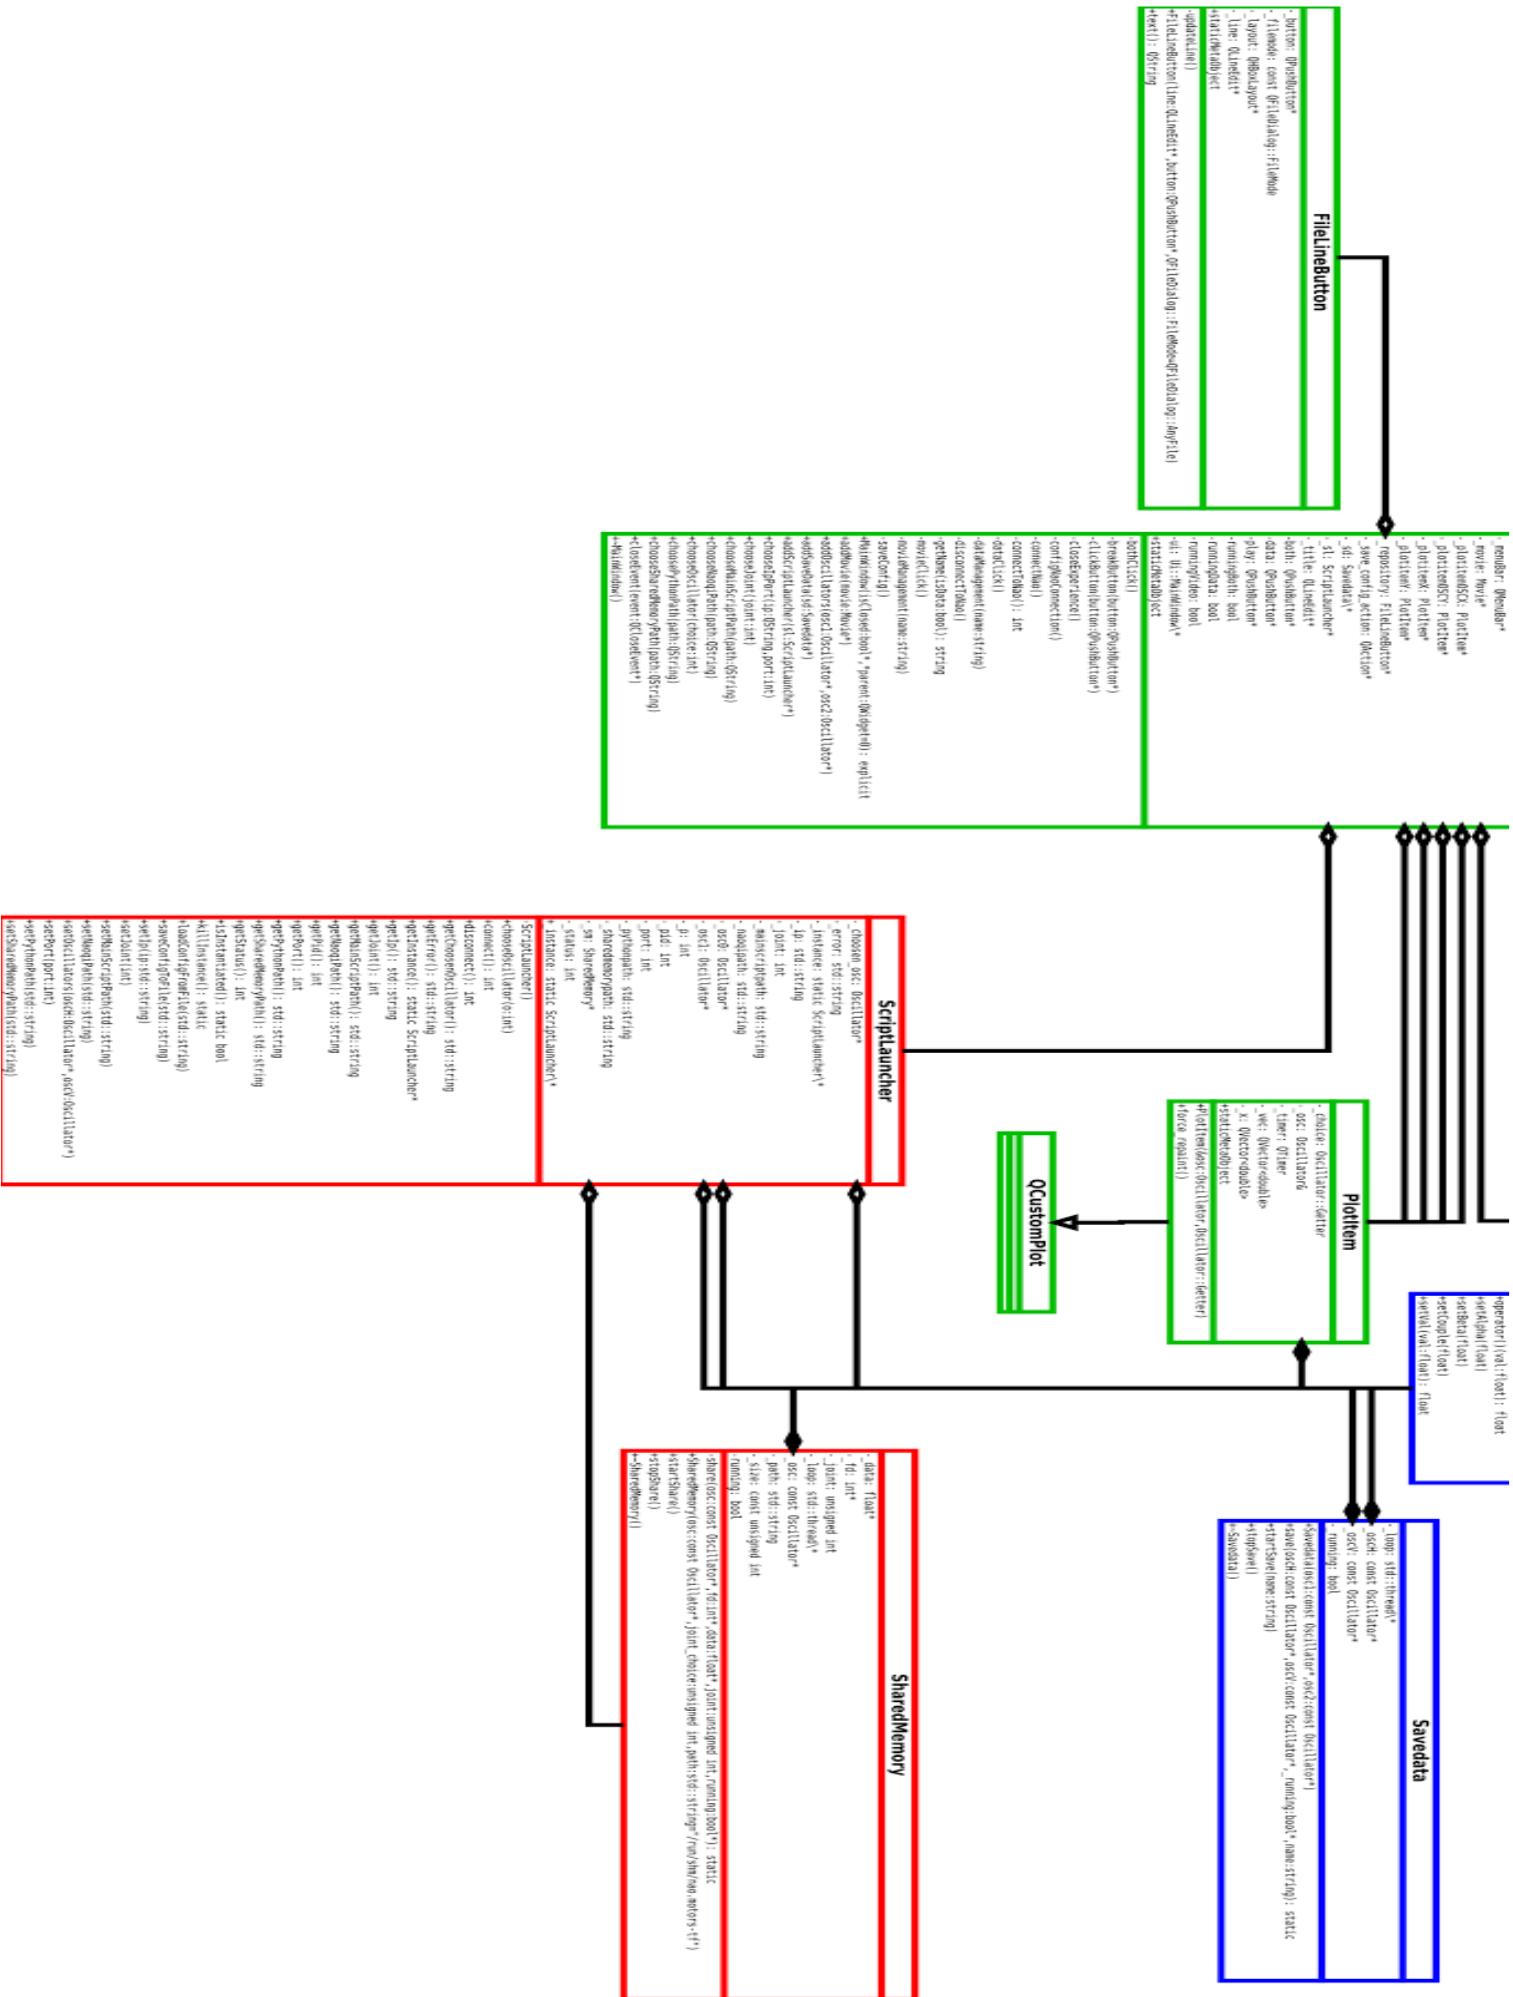 FileLineButton
-_button: QPushButton*
-_filemode: const QFileDialog::FileMode
-_layout: QHBoxLayout*
-_line: QLineEdit*
+staticMetaObject
-updateLine()
+FileLineButton(line:QLineEdit*,button:QPushButton*,QFileDialog::FileMode=QFileDialog::AnyFile)
+text(): QString
-_menuBar: QMenuBar*
-_movie: Movie*
-_plotitemOSCX: PlotItem*
-_plotitemOSCY: PlotItem*
-_plotitemX: PlotItem*
-_plotitemY: PlotItem*
-_repository: FileLineButton*
-_save_config_action: QAction*
-_sd: Savedata\*
-_sl: ScriptLauncher*
-_title: QLineEdit*
-both: QPushButton*
-data: QPushButton*
-play: QPushButton*
-runningBoth: bool
-runningData: bool
-runningVideo: bool
-ui: Ui::MainWindow\*
+staticMetaObject
-bothClick()
-breakButton(button:QPushButton*)
-clickButton(button:QPushButton*)
-closeExperience()
-configNaoConnection()
-connectNao()
-connectToNao(): int
-dataClick()
-dataManagement(name:string)
-disconnectToNao()
-getName(isData:bool): string
-movieClick()
-movieManagement(name:string)
-saveConfig()
+MainWindow(isClosed:bool*,*parent:QWidget=0): explicit
+addMovie(movie:Movie*)
+addOscillators(osc1:Oscillator*,osc2:Oscillator*)
+addSaveData(sd:Savedata*)
+addScriptLauncher(sl:ScriptLauncher*)
+chooseIpPort(ip:QString,port:int)
+chooseJoint(joint:int)
+chooseOscillator(choice:int)
+choosePythonPath(path:QString)
+chooseNaoqiPath(path:QString)
+chooseMainScriptPath(path:QString)
+chooseSharedMemoryPath(path:QString)
+closeEvent(event:QCloseEvent*)
+~MainWindow()
ScriptLauncher
-_choosen_osc: Oscillator*
-_error: std::string
-_instance: static ScriptLauncher\*
-_ip: std::string
-_joint: int
-_mainscriptpath: std::string
-_naoqipath: std::string
-_osc0: Oscillator*
-_osc1: Oscillator*
-_p: int
-_pid: int
-_port: int
-_pythonpath: std::string
-_sharedmemorypath: std::string
-_sm: SharedMemory*
-_status: int
+_instance: static ScriptLauncher\*
-ScriptLauncher()
+chooseOscillator(o:int)
+connect(): int
+disconnect(): int
+getChoosenOscillator(): std::string
+getError(): std::string
+getInstance(): static ScriptLauncher*
+getIp(): std::string
+getJoint(): int
+getMainScriptPath(): std::string
+getNaoqiPath(): std::string
+getPid(): int
+getPort(): int
+getPythonPath(): std::string
+getSharedMemoryPath(): std::string
+getStatus(): int
+isInstantiated(): static bool
+killInstance(): static
+loadConfigFromFile(std::string)
+saveConfigToFile(std::string)
+setIp(ip:std::string)
+setJoint(int)
+setMainScriptPath(std::string)
+setNaoqiPath(std::string)
+setOscillators(oscH:Oscillator*,oscV:Oscillator*)
+setPort(port:int)
+setPythonPath(std::string)
+setSharedMemoryPath(std::string)
PlotItem
-_choice: Oscillator::Getter
-_osc: Oscillator&
-_timer: QTimer
-_vec: QVector<double>
-_x: QVector<double>
+staticMetaObject
+PlotItem(&osc:Oscillator,Oscillator::Getter)
+force_repaint()
QCustomPlot
+operator()(val:float): float
+setAlpha(float)
+setBeta(float)
+setCouple(float)
+setVal(val:float): float
Savedata
-_loop: std::thread\*
-_oscH: const Oscillator*
-_oscV: const Oscillator*
-_running: bool
+Savedata(osc1:const Oscillator*,osc2:const Oscillator*)
+save(oscH:const Oscillator*,oscV:const Oscillator*,_running:bool*,name:string): static
+startSave(name:string)
+stopSave()
+~Savedata()
SharedMemory
-_data: float*
-_fd: int*
-_joint: unsigned int
-_loop: std::thread\*
-_osc: const Oscillator*
-_path: std::string
-_size: const unsigned int
-running: bool
-share(osc:const Oscillator*,fd:int*,data:float*,joint:unsigned int,running:bool*): static
+SharedMemory(osc:const Oscillator*,joint_choice:unsigned int,path:std::string="/run/shm/nao.motors-tf")
+startShare()
+stopShare()
+~SharedMemory()